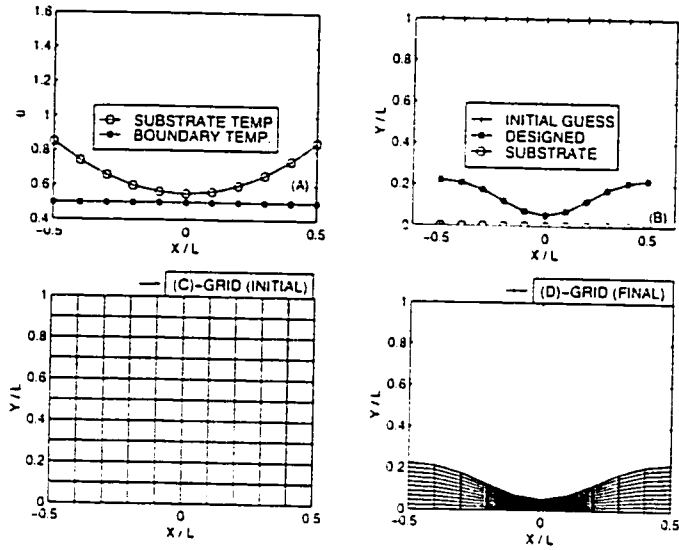 1.6
1.4
1.2
1
0.8
0.6
0.4
u
SUBSTRATE TEMP
BOUNDARY TEMP.
(A)
-0.5
0
0.5
X / L
1
0.8
0.6
0.4
0.2
0
Y / L
INITIAL GUESS
DESIGNED
SUBSTRATE
(B)
-0.5
0
0.5
X / L
(C)-GRID (INITIAL)
1
0.8
0.6
0.4
0.2
0
Y / L
-0.5
0
0.5
X / L
(D)-GRID (FINAL)
1
0.8
0.6
0.4
0.2
0
Y / L
-0.5
0
0.5
X / L